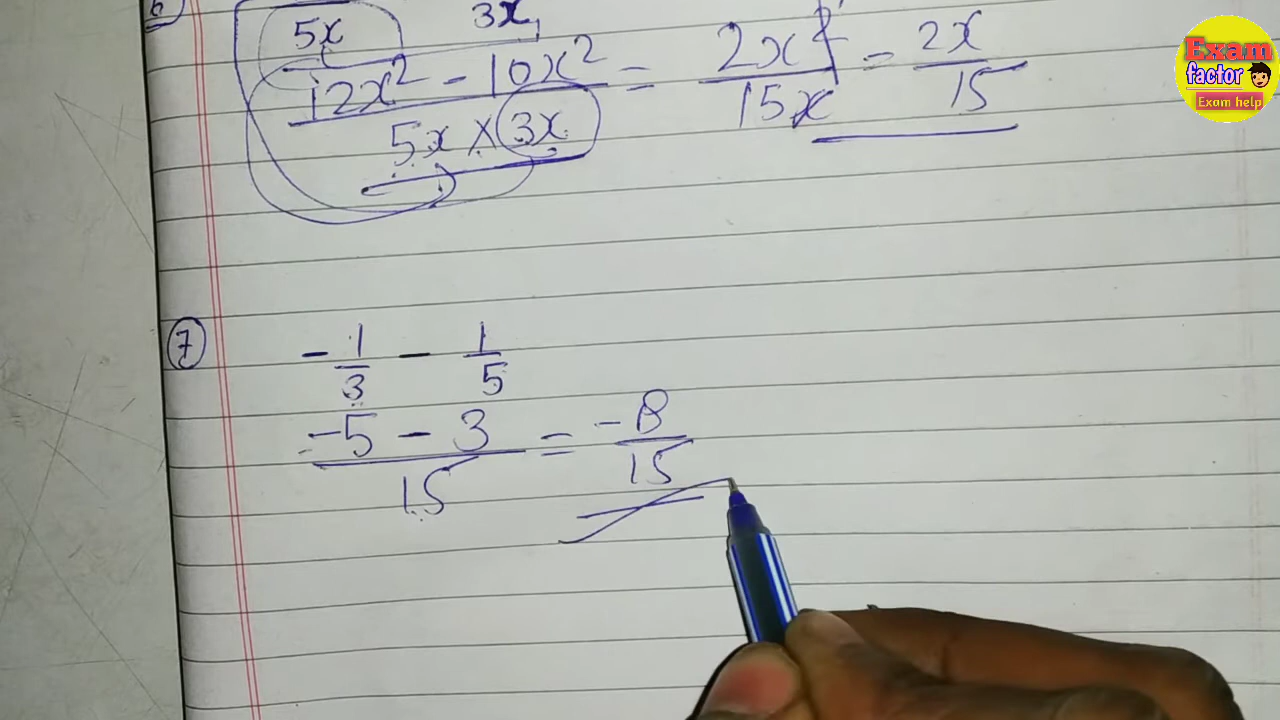 6
5x 3x
12x² - 10x² = 2x² = 2x
5x × 3x 15x 15
7 - 1 - 1
3 5
-5 - 3 = -8
15 15
Exam
factor
Exam help